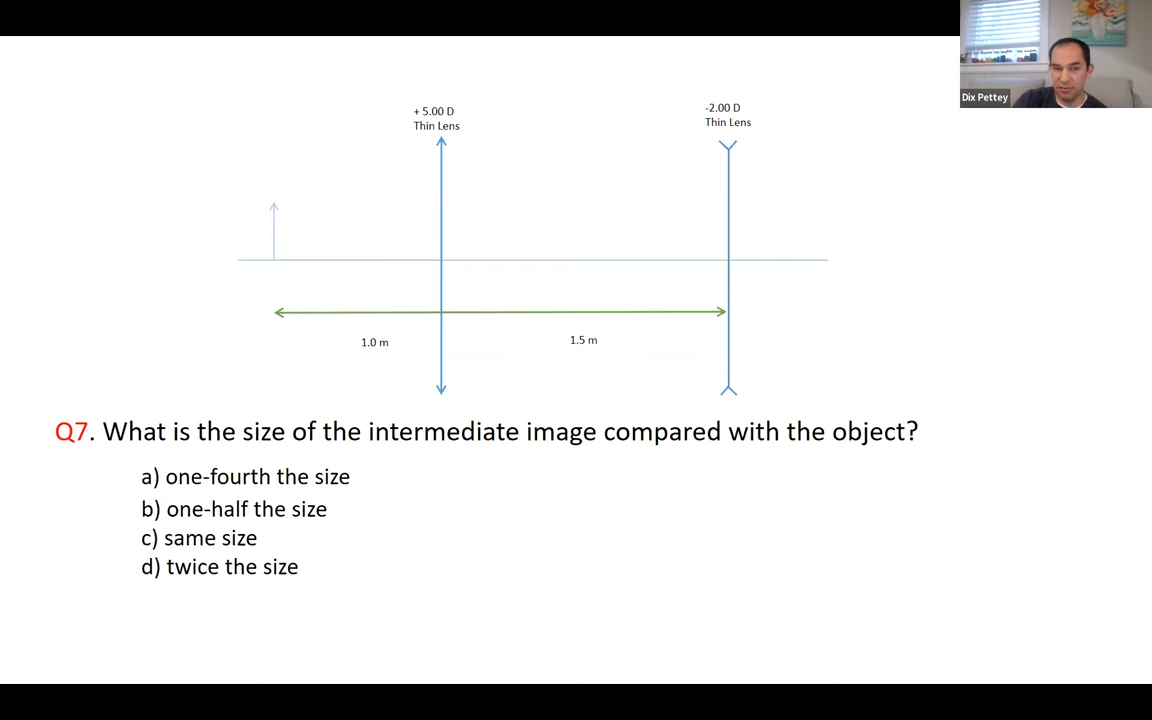 Dix Pettey
+ 5.00 D
Thin Lens
-2.00 D
Thin Lens
1.0 m
1.5 m
Q7. What is the size of the intermediate image compared with the object?
a) one-fourth the size
b) one-half the size
c) same size
d) twice the size